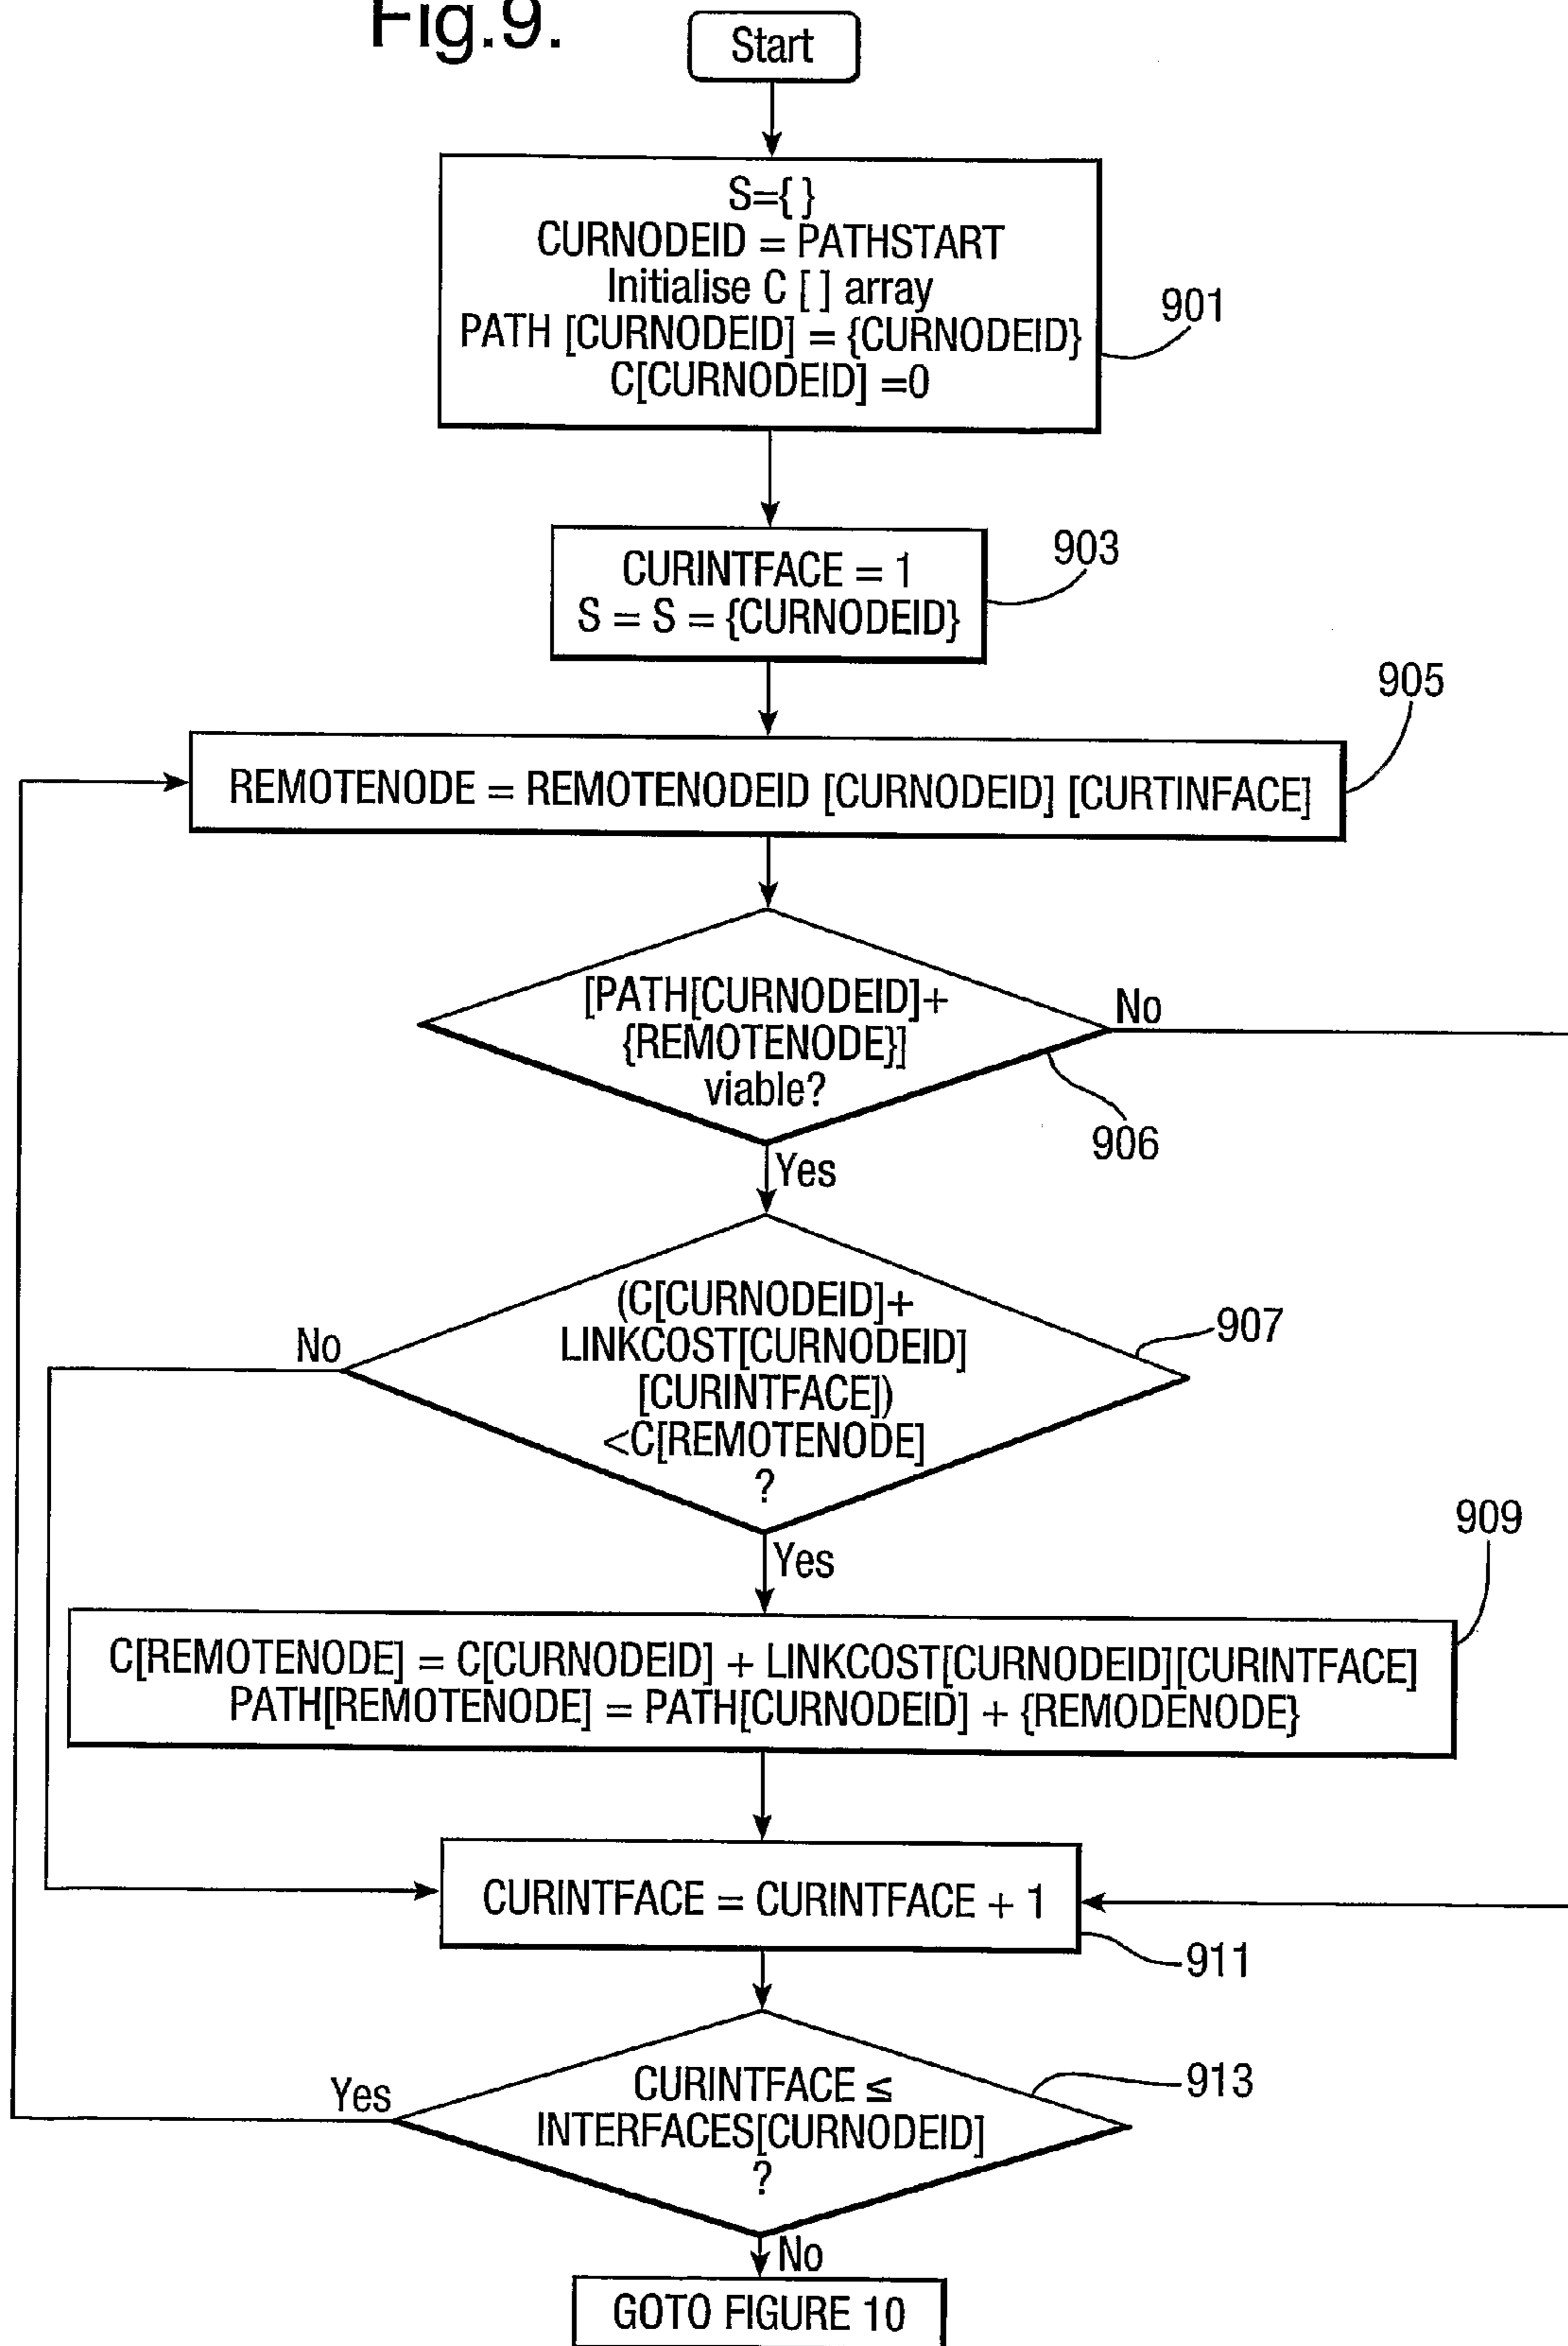 Fig.9.
Start
S={ }
CURNODEID = PATHSTART
Initialise C [ ] array
PATH [CURNODEID] = {CURNODEID}
C[CURNODEID] =0
901
CURINTFACE = 1
S = S = {CURNODEID}
903
905
REMOTENODE = REMOTENODEID [CURNODEID] [CURTINFACE]
[PATH[CURNODEID]+
{REMOTENODE}]
viable?
No
906
Yes
(C[CURNODEID]+
LINKCOST[CURNODEID]
[CURINTFACE])
<C[REMOTENODE]
?
No
907
Yes
909
C[REMOTENODE] = C[CURNODEID] + LINKCOST[CURNODEID][CURINTFACE]
PATH[REMOTENODE] = PATH[CURNODEID] + {REMODENODE}
CURINTFACE = CURINTFACE + 1
911
CURINTFACE ≤
INTERFACES[CURNODEID]
?
Yes
913
No
GOTO FIGURE 10